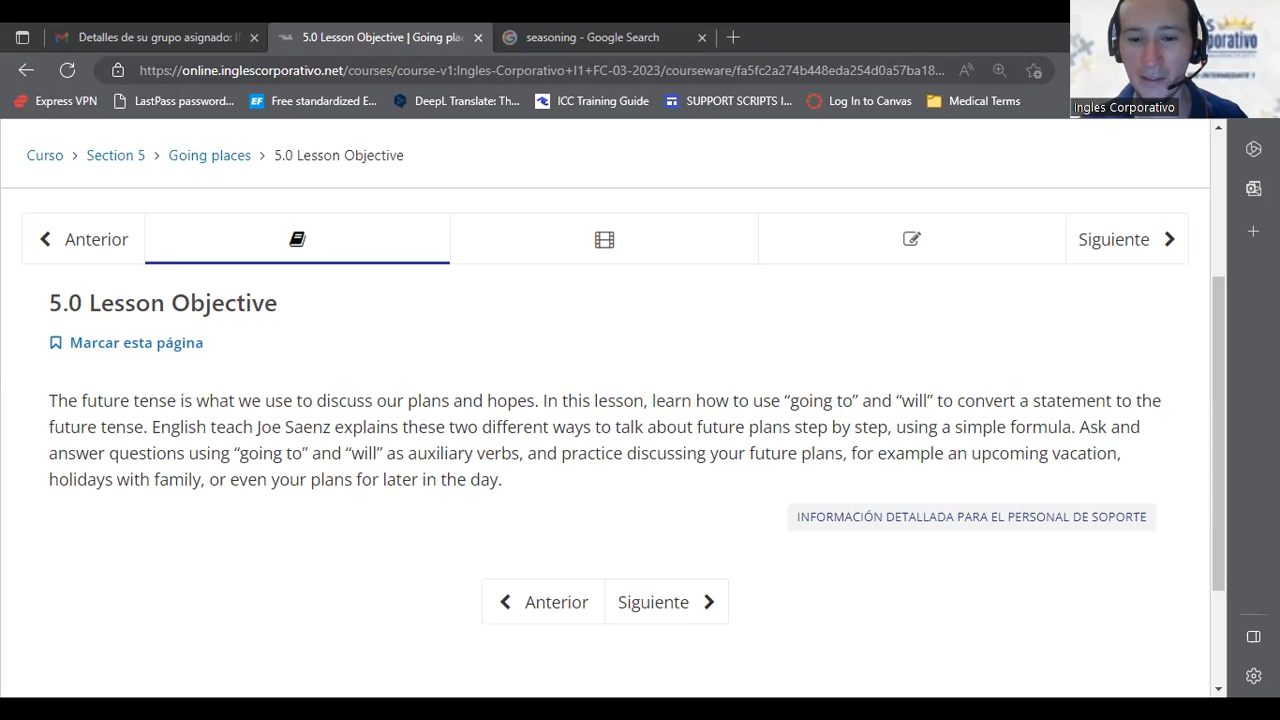 Detalles de su grupo asignado: II
5.0 Lesson Objective | Going plac
seasoning - Google Search
https://online.inglescorporativo.net/courses/course-v1:Ingles-Corporativo+I1+FC-03-2023/courseware/fa5fc2a274b448eda254d0a57ba18...
Express VPN
LastPass password...
Free standardized E...
DeepL Translate: Th...
ICC Training Guide
SUPPORT SCRIPTS I...
Log In to Canvas
Medical Terms
orporativo
Ingles Corporativo
Curso > Section 5 > Going places > 5.0 Lesson Objective
Anterior
Siguiente
5.0 Lesson Objective
Marcar esta página
The future tense is what we use to discuss our plans and hopes. In this lesson, learn how to use “going to” and “will” to convert a statement to the
future tense. English teach Joe Saenz explains these two different ways to talk about future plans step by step, using a simple formula. Ask and
answer questions using “going to” and “will” as auxiliary verbs, and practice discussing your future plans, for example an upcoming vacation,
holidays with family, or even your plans for later in the day.
INFORMACIÓN DETALLADA PARA EL PERSONAL DE SOPORTE
Anterior
Siguiente